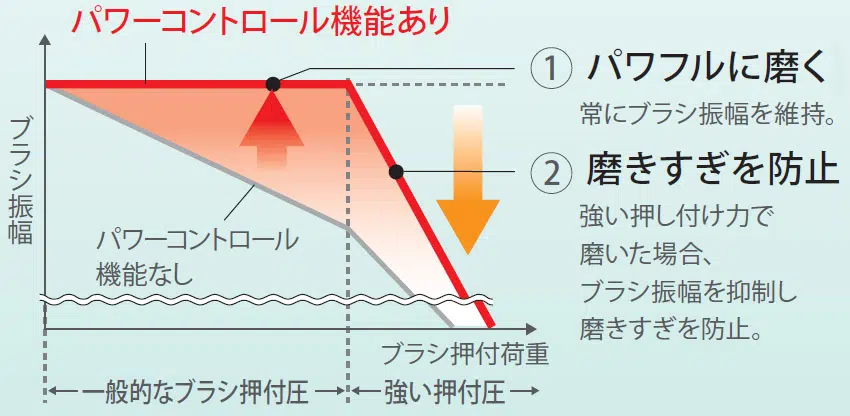 パワーコントロール機能あり
① パワフルに磨く
常にブラシ振幅を維持。
② 磨きすぎを防止
強い押し付け力で
磨いた場合、
ブラシ振幅を抑制し
磨きすぎを防止。
ブラシ振幅
パワーコントロール
機能なし
ブラシ押付荷重
一般的なブラシ押付圧
強い押付圧